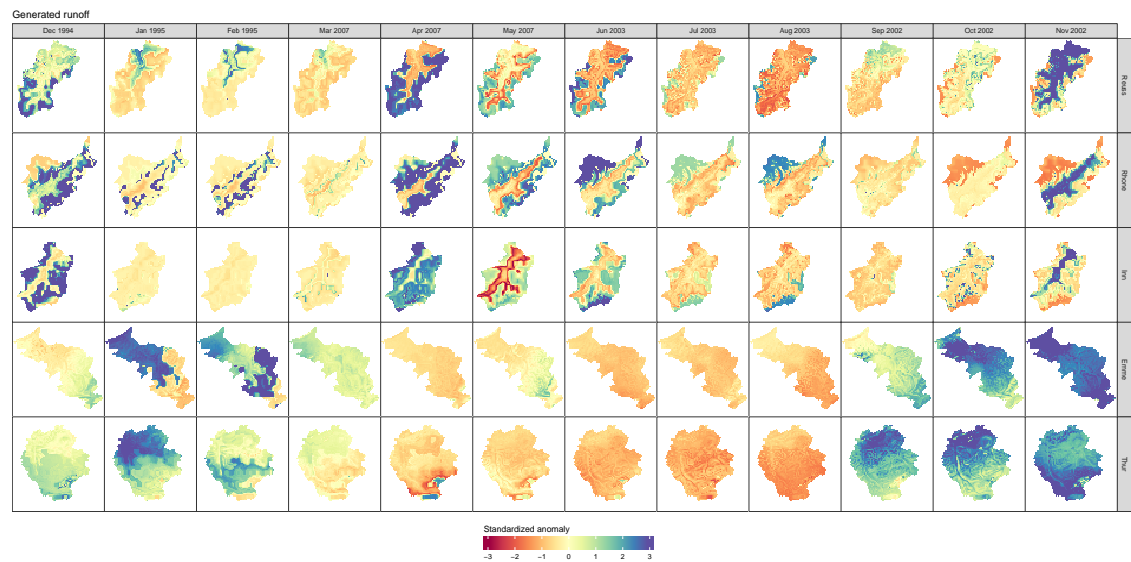 Generated runoff
Dec 1994 Jan 1995 Feb 1995 Mar 2007 Apr 2007 May 2007 Jun 2003 Jul 2003 Aug 2003 Sep 2002 Oct 2002 Nov 2002
Reuss
Rhone
Inn
Emme
Thur
Standardized anomaly
−3 −2 −1 0 1 2 3